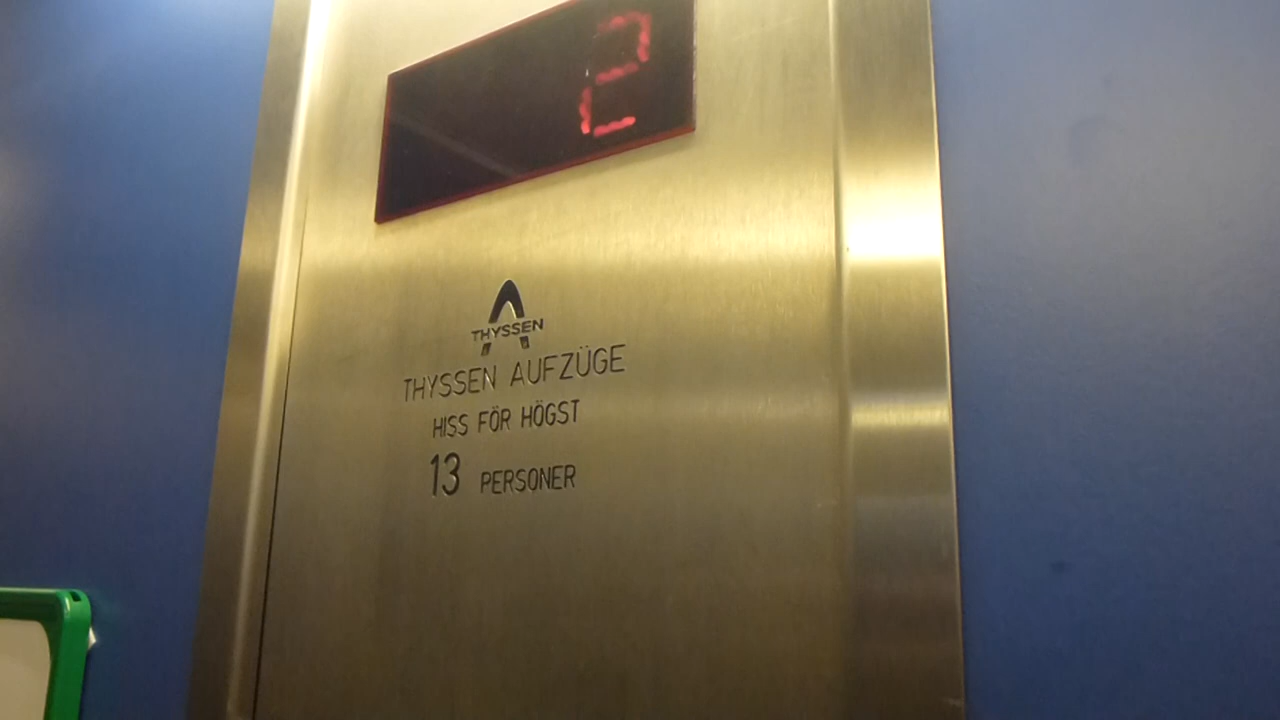 2
THYSSEN
THYSSEN AUFZÜGE
HISS FÖR HÖGST
13 PERSONER